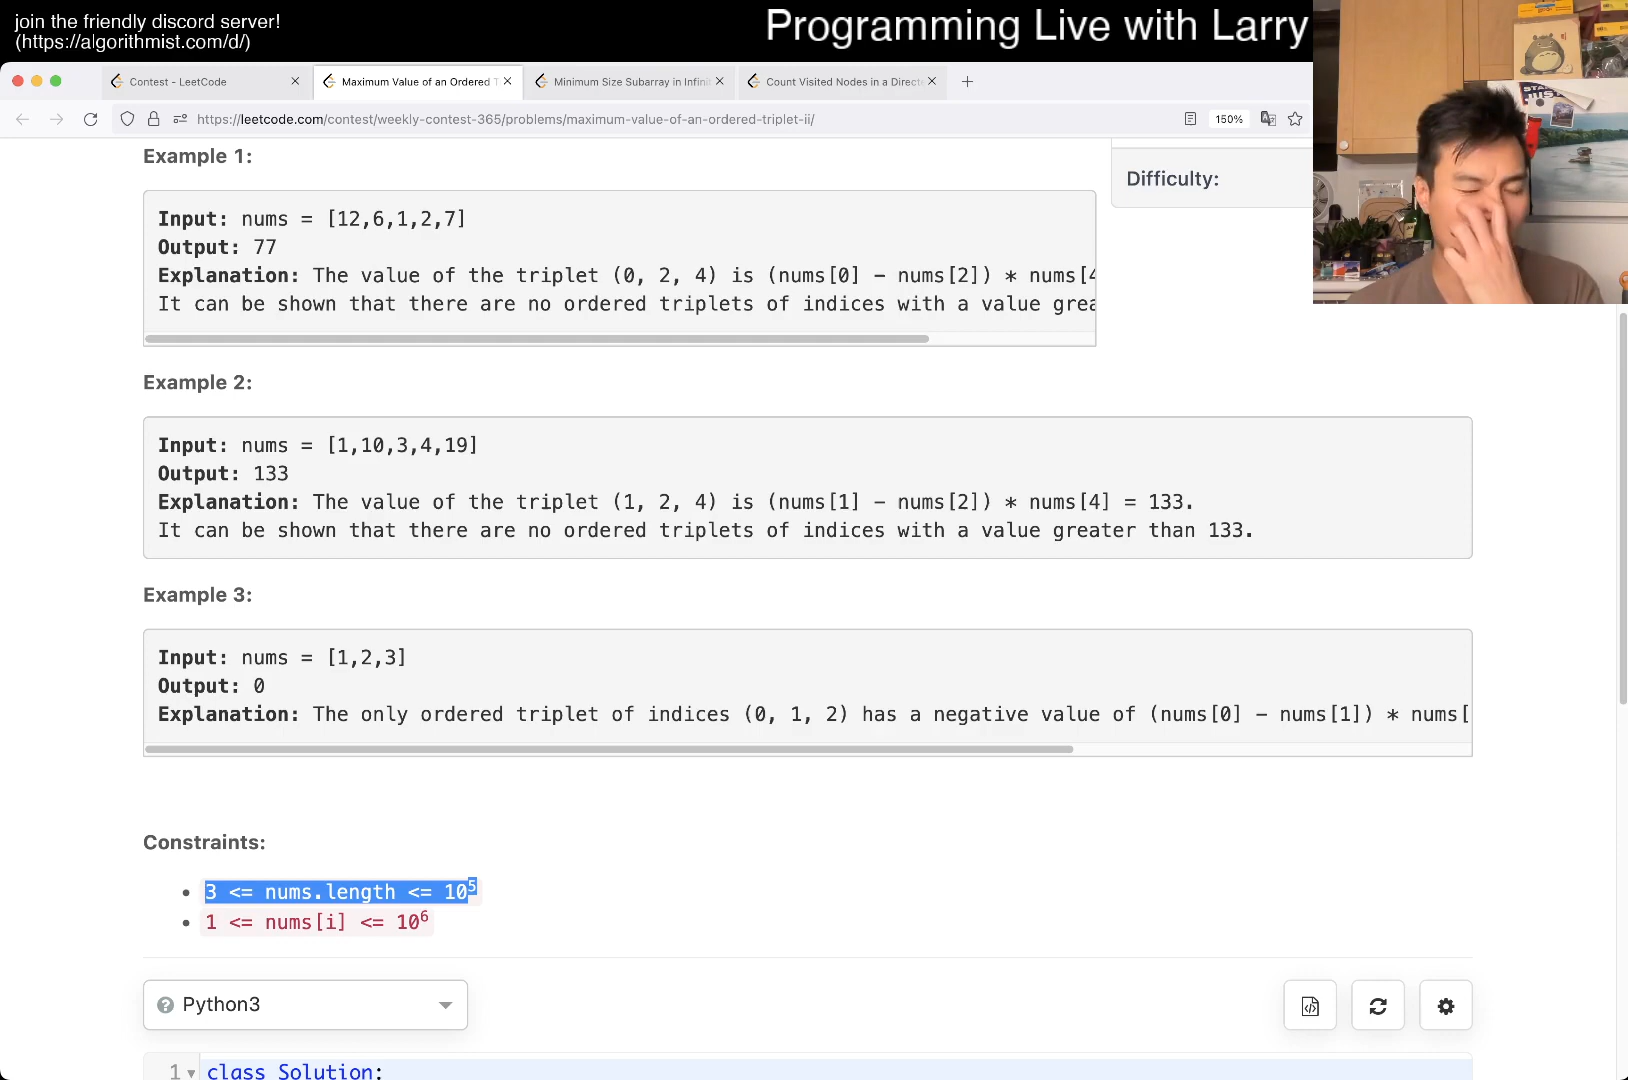 join the friendly discord server!
(https://algorithmist.com/d/)
Programming Live with Larry
Contest - LeetCode
Maximum Value of an Ordered T
Minimum Size Subarray in Infini
Count Visited Nodes in a Direct
https://leetcode.com/contest/weekly-contest-365/problems/maximum-value-of-an-ordered-triplet-ii/
150%
Example 1:
Difficulty:
Input: nums = [12,6,1,2,7]
Output: 77
Explanation: The value of the triplet (0, 2, 4) is (nums[0] - nums[2]) * nums[4
It can be shown that there are no ordered triplets of indices with a value grea
Example 2:
Input: nums = [1,10,3,4,19]
Output: 133
Explanation: The value of the triplet (1, 2, 4) is (nums[1] - nums[2]) * nums[4] = 133.
It can be shown that there are no ordered triplets of indices with a value greater than 133.
Example 3:
Input: nums = [1,2,3]
Output: 0
Explanation: The only ordered triplet of indices (0, 1, 2) has a negative value of (nums[0] - nums[1]) * nums[
Constraints:
3 <= nums.length <= 10⁵
1 <= nums[i] <= 10⁶
Python3
1 class Solution: